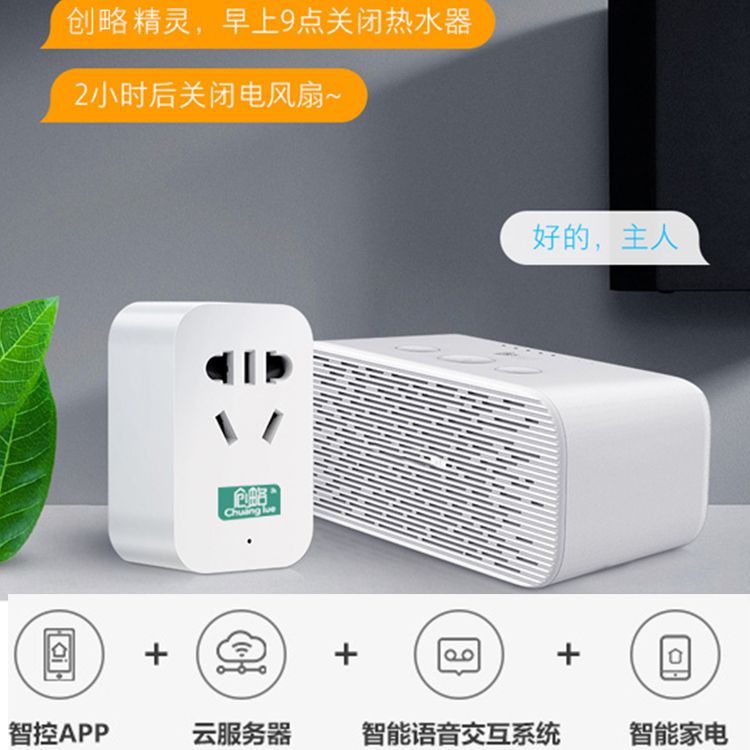 创略精灵，早上9点关闭热水器
2小时后关闭电风扇~
好的，主人
创略
Chuang lue
智控APP + 云服务器 + 智能语音交互系统 + 智能家电